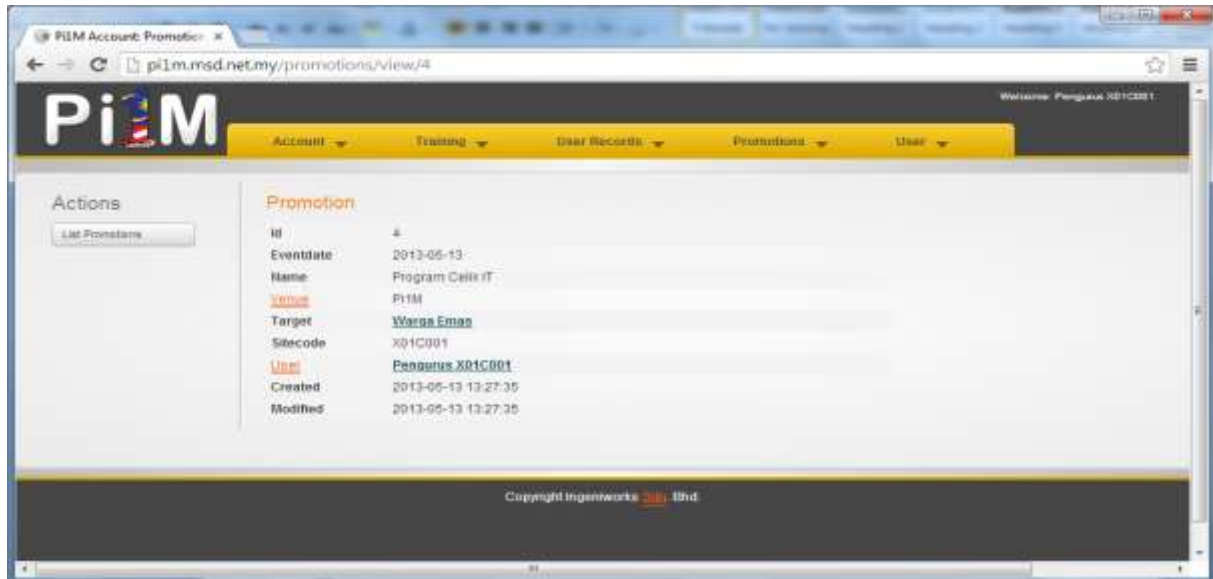 Pi1M Account: Promotion
pi1m.msd.net.my/promotions/view/4
Pi1M
Welcome: Pengurus X01C001
Account Training User Records Promotions User
Actions
List Promotions
Promotion
Id 4
Eventdate 2013-05-13
Name Program Celik IT
Venue Pi1M
Target Warga Emas
Sitecode X01C001
User Pengurus X01C001
Created 2013-05-13 13:27:35
Modified 2013-05-13 13:27:35
Copyright Ingeniworks Sdn. Bhd.